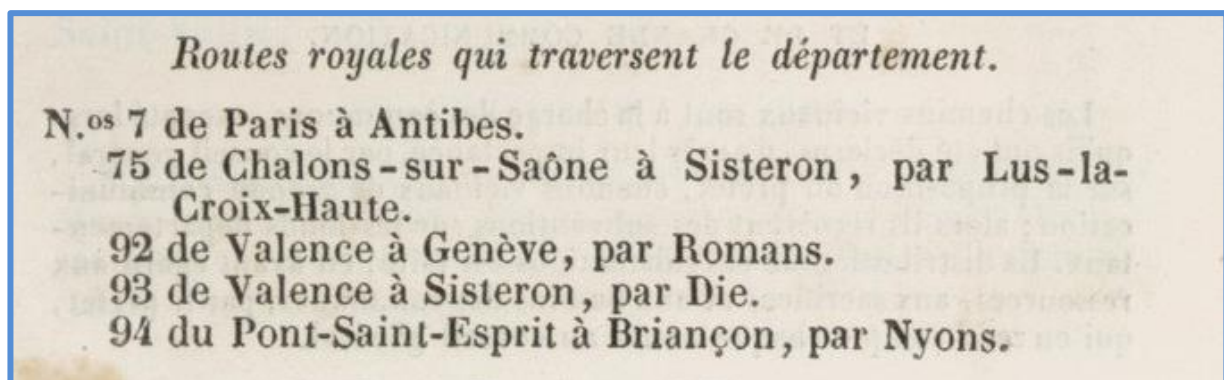 Routes royales qui traversent le département.
N.os 7 de Paris à Antibes.
75 de Chalons-sur-Saône à Sisteron, par Lus-la-
Croix-Haute.
92 de Valence à Genève, par Romans.
93 de Valence à Sisteron, par Die.
94 du Pont-Saint-Esprit à Briançon, par Nyons.